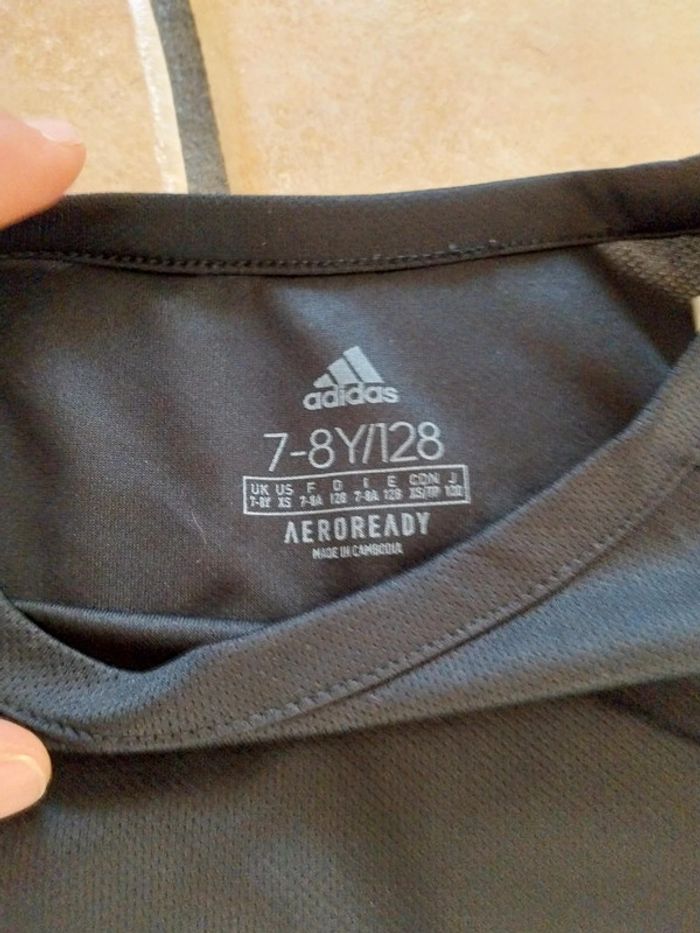 adidas
7-8Y/128
UK US F D I E CDN J
7-8Y XS 7-8A 128 7-8A 128 XS/TP 130
AEROREADY
MADE IN CAMBODIA